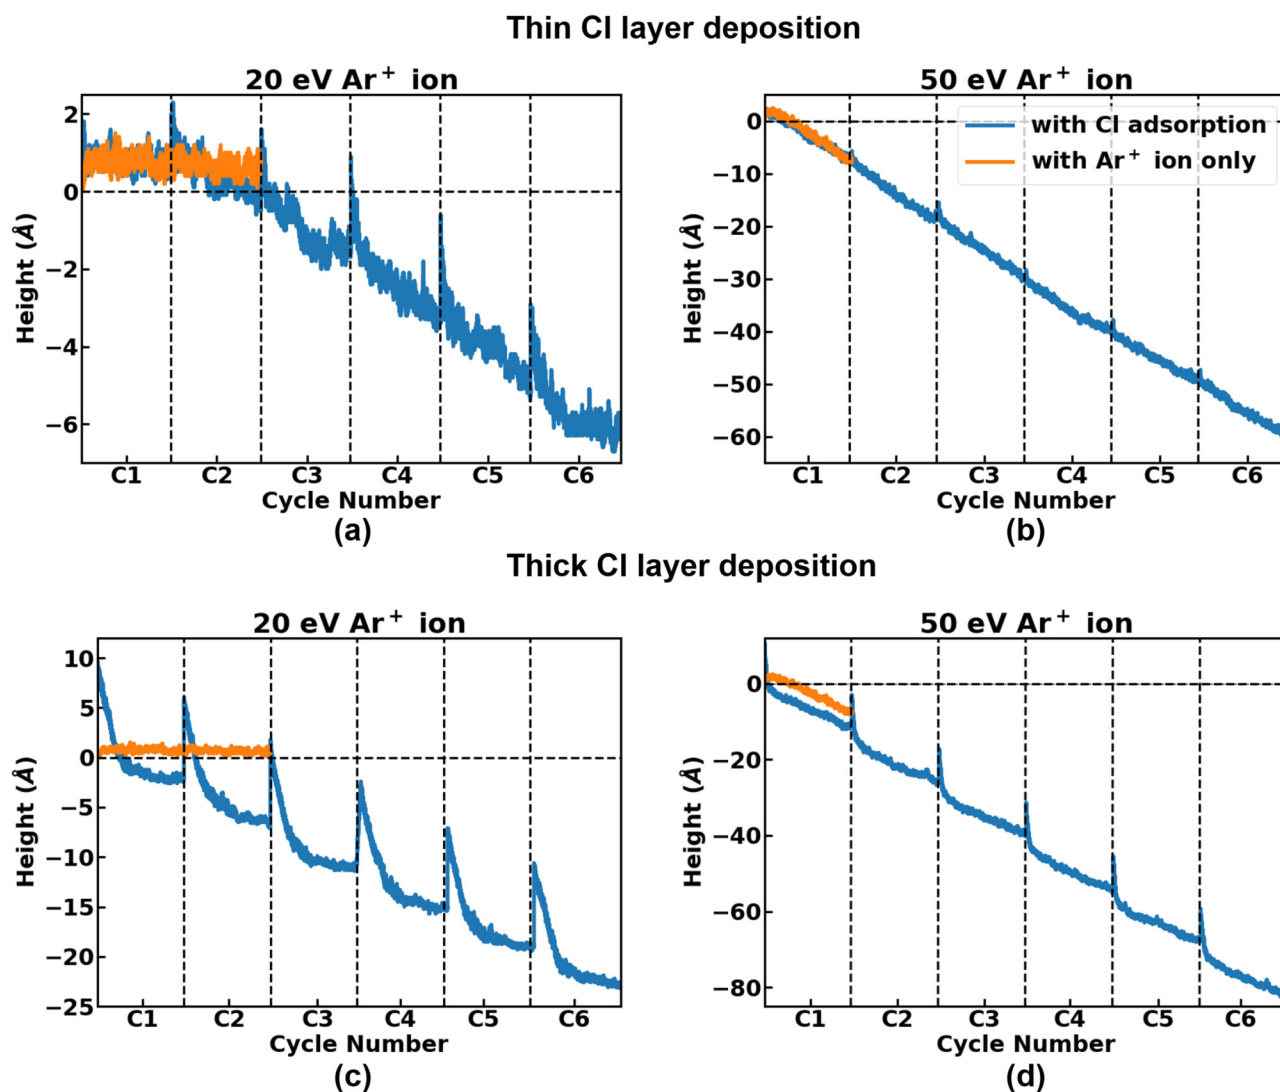 Thin Cl layer deposition
20 eV Ar⁺ ion
2
0
−2
−4
−6
Height (Å)
C1 C2 C3 C4 C5 C6
Cycle Number
(a)
50 eV Ar⁺ ion
with Cl adsorption
with Ar⁺ ion only
0
−10
−20
−30
−40
−50
−60
Height (Å)
C1 C2 C3 C4 C5 C6
Cycle Number
(b)
Thick Cl layer deposition
20 eV Ar⁺ ion
10
5
0
−5
−10
−15
−20
−25
Height (Å)
C1 C2 C3 C4 C5 C6
Cycle Number
(c)
50 eV Ar⁺ ion
0
−20
−40
−60
−80
Height (Å)
C1 C2 C3 C4 C5 C6
Cycle Number
(d)